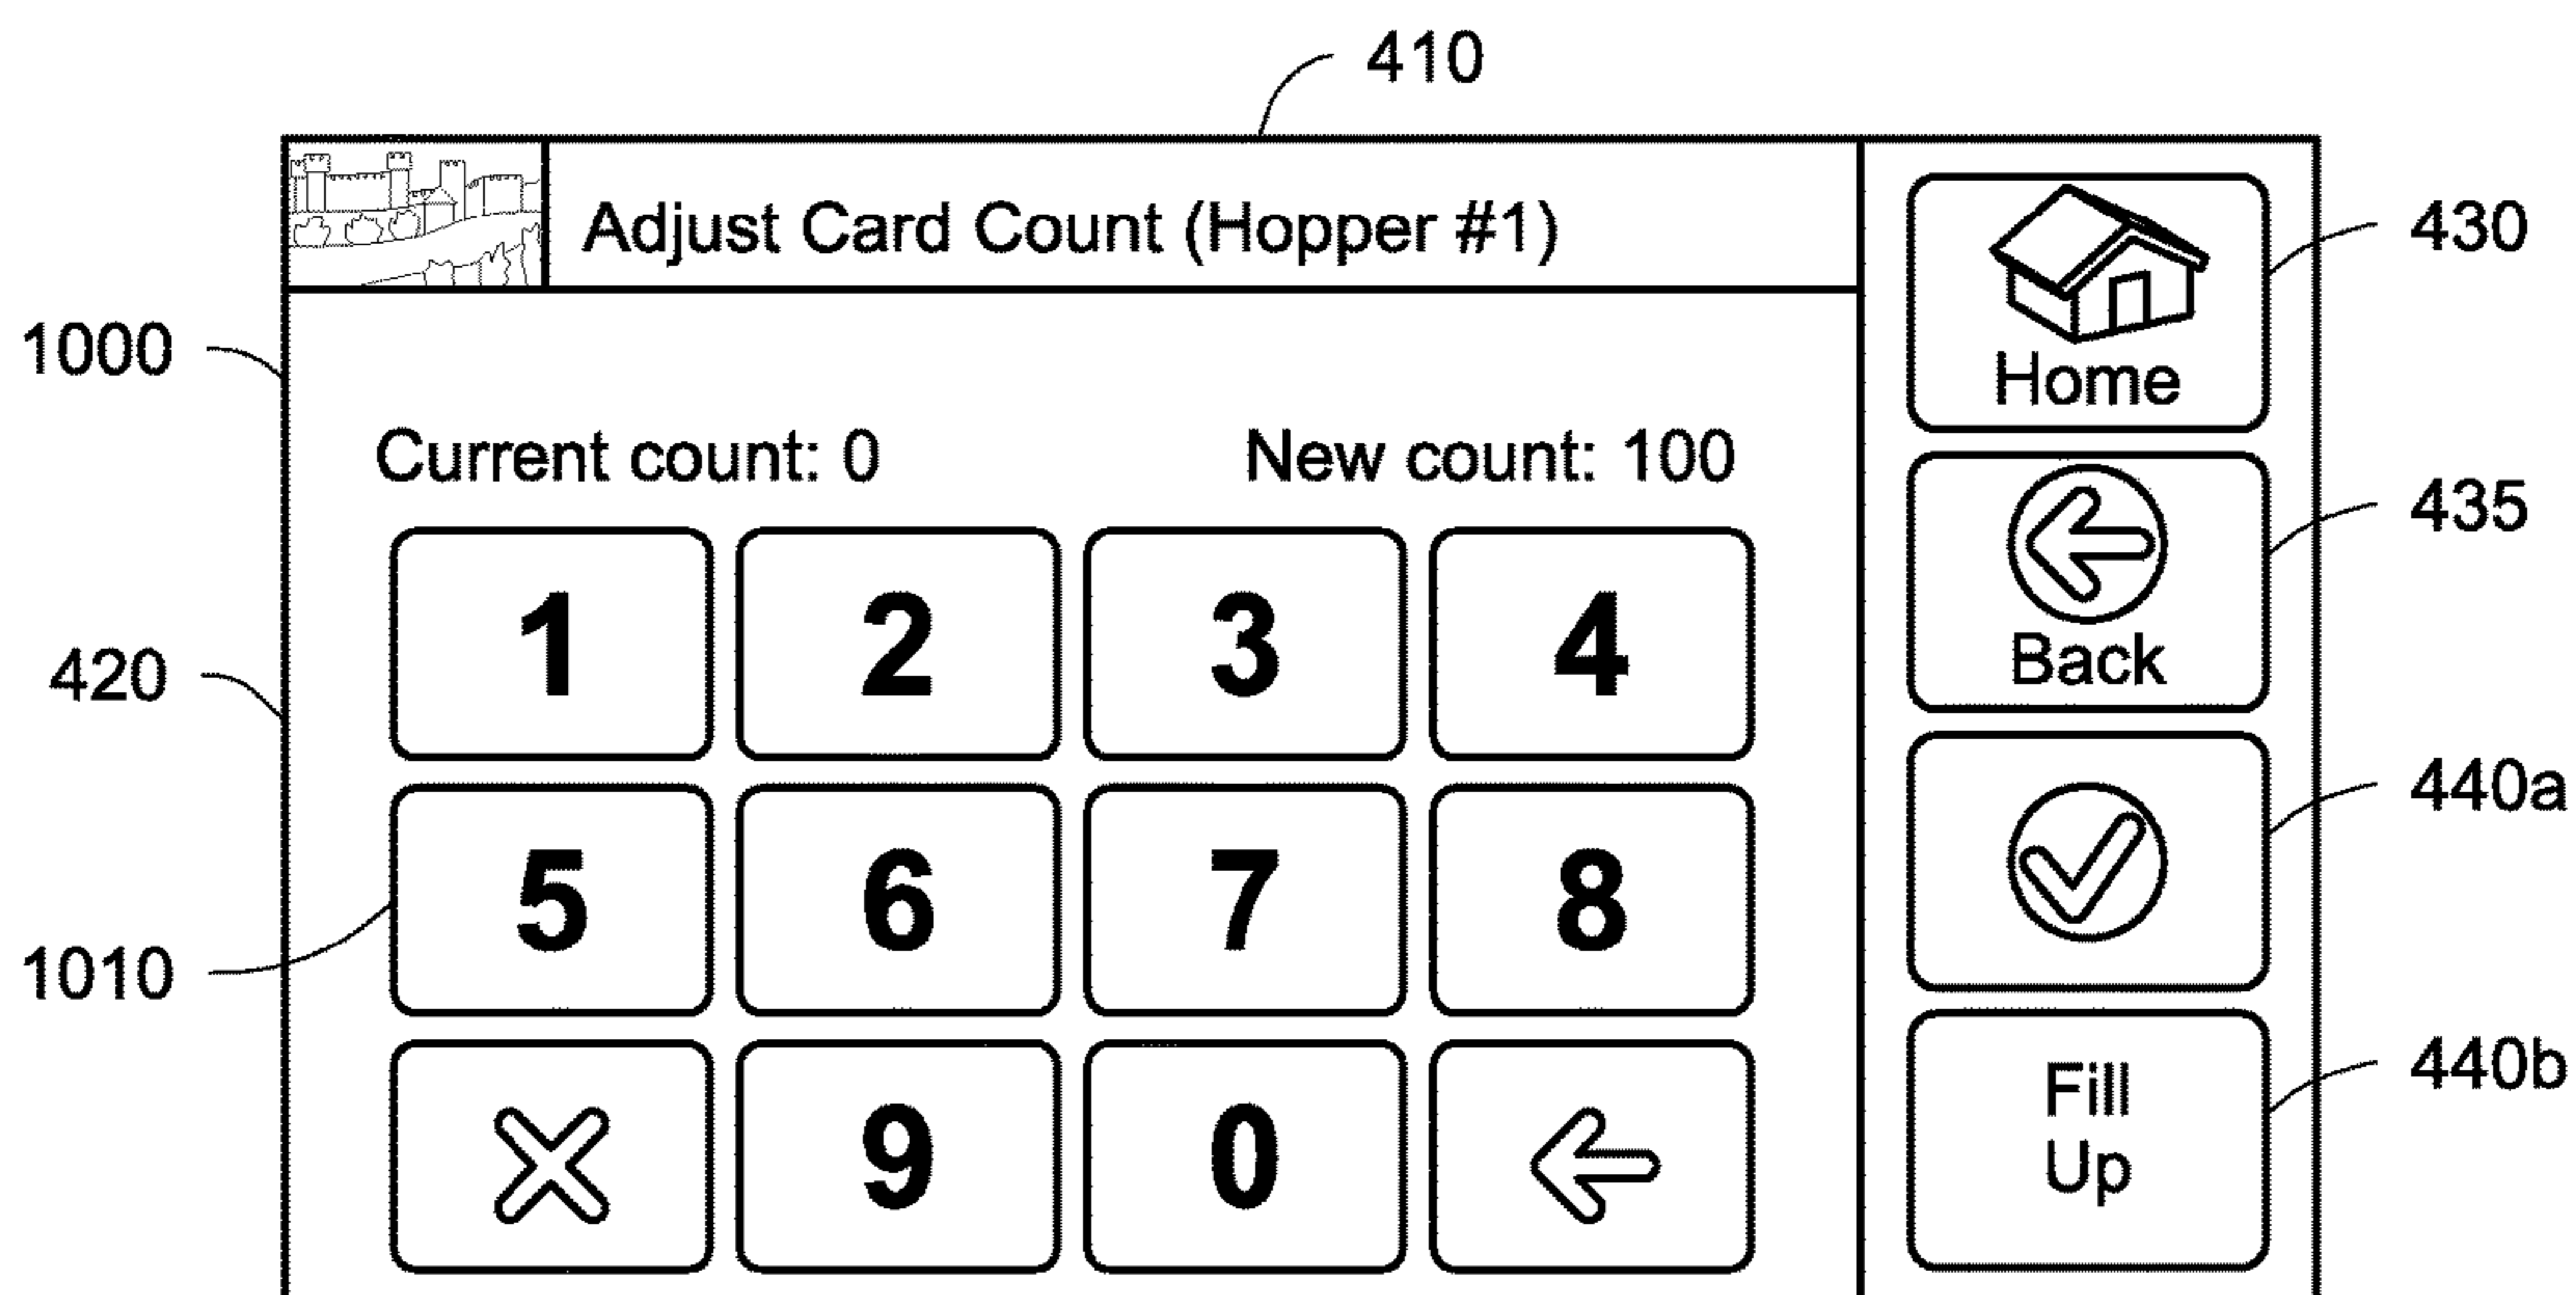 410
Adjust Card Count (Hopper #1)
430
Home
1000
Current count: 0
New count: 100
435
Back
1 2 3 4
420
440a
5 6 7 8
1010
440b
Fill
Up
9 0